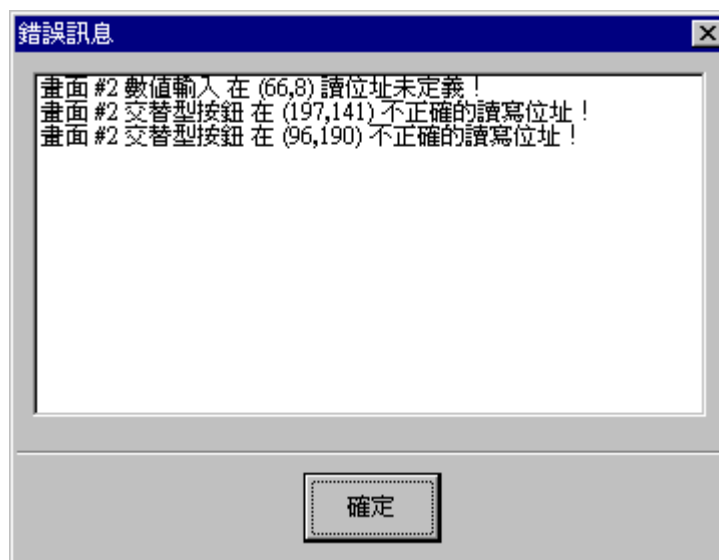 錯誤訊息
畫面 #2 數值輸入 在 (66,8) 讀位址未定義!
畫面 #2 交替型按鈕 在 (197,141) 不正確的讀寫位址!
畫面 #2 交替型按鈕 在 (96,190) 不正確的讀寫位址!
確定